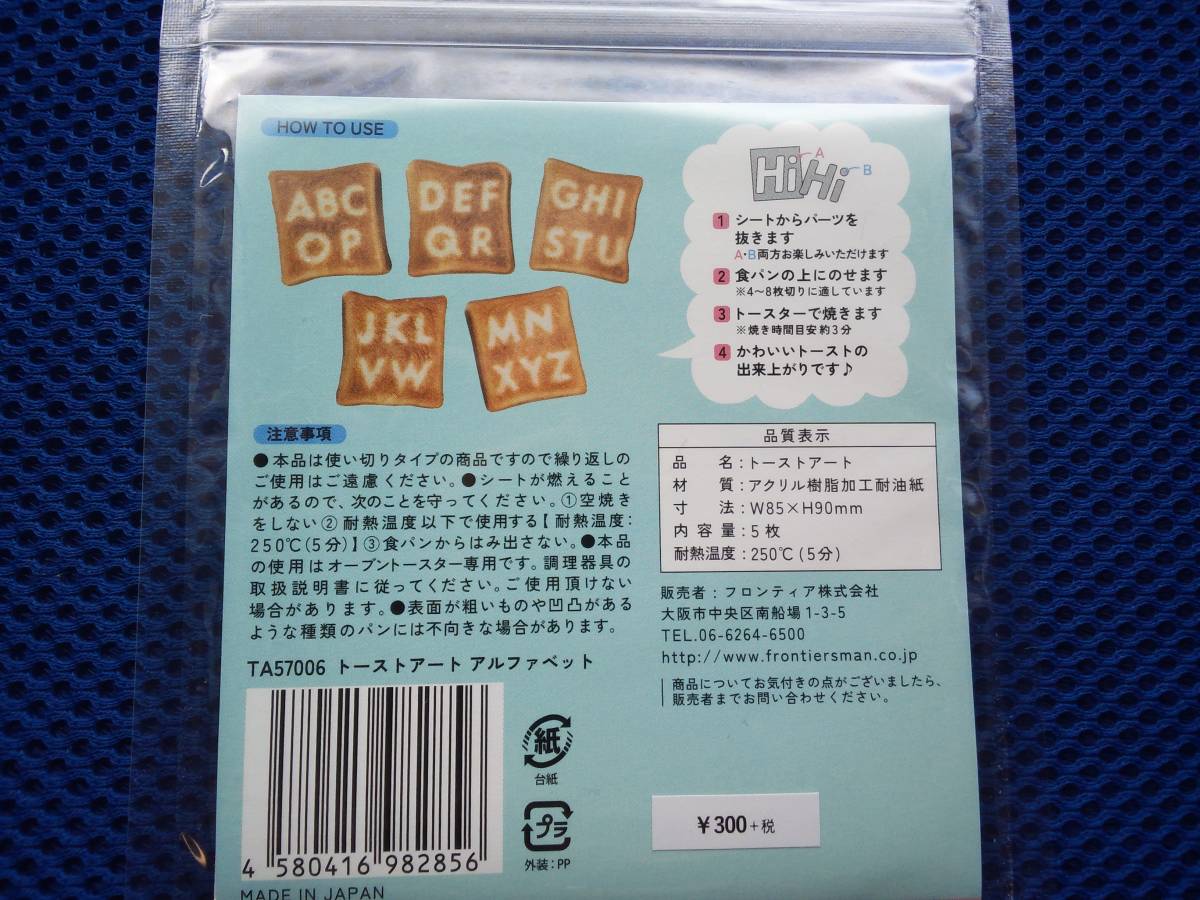 HOW TO USE
ABC
OP
DEF
QR
GHI
STU
JKL
VW
MN
XYZ
Hi Hi
A
B
1 シートからパーツを
抜きます
A・B両方お楽しみいただけます
2 食パンの上にのせます
※4〜8枚切りに適しています
3 トースターで焼きます
※焼き時間目安約3分
4 かわいいトーストの
出来上がりです♪
注意事項
●本品は使い切りタイプの商品ですので繰り返しの
ご使用はご遠慮ください。●シートが燃えること
があるので、次のことを守ってください。①空焼き
をしない②耐熱温度以下で使用する【耐熱温度:
250℃(5分)】③食パンからはみ出さない。●本品
の使用はオーブントースター専用です。調理器具の
取扱説明書に従ってください。ご使用頂けない
場合があります。●表面が粗いものや凹凸がある
ような種類のパンには不向きな場合があります。
TA57006 トーストアート アルファベット
4 580416 982856
MADE IN JAPAN
紙
台紙
プラ
外装:PP
品質表示
品 名:トーストアート
材 質:アクリル樹脂加工耐油紙
寸 法:W85×H90mm
内容量:5枚
耐熱温度:250℃(5分)
販売者:フロンティア株式会社
大阪市中央区南船場1-3-5
TEL.06-6264-6500
http://www.frontiersman.co.jp
商品についてお気付きの点がございましたら、
販売者までお問い合わせください。
¥300+税